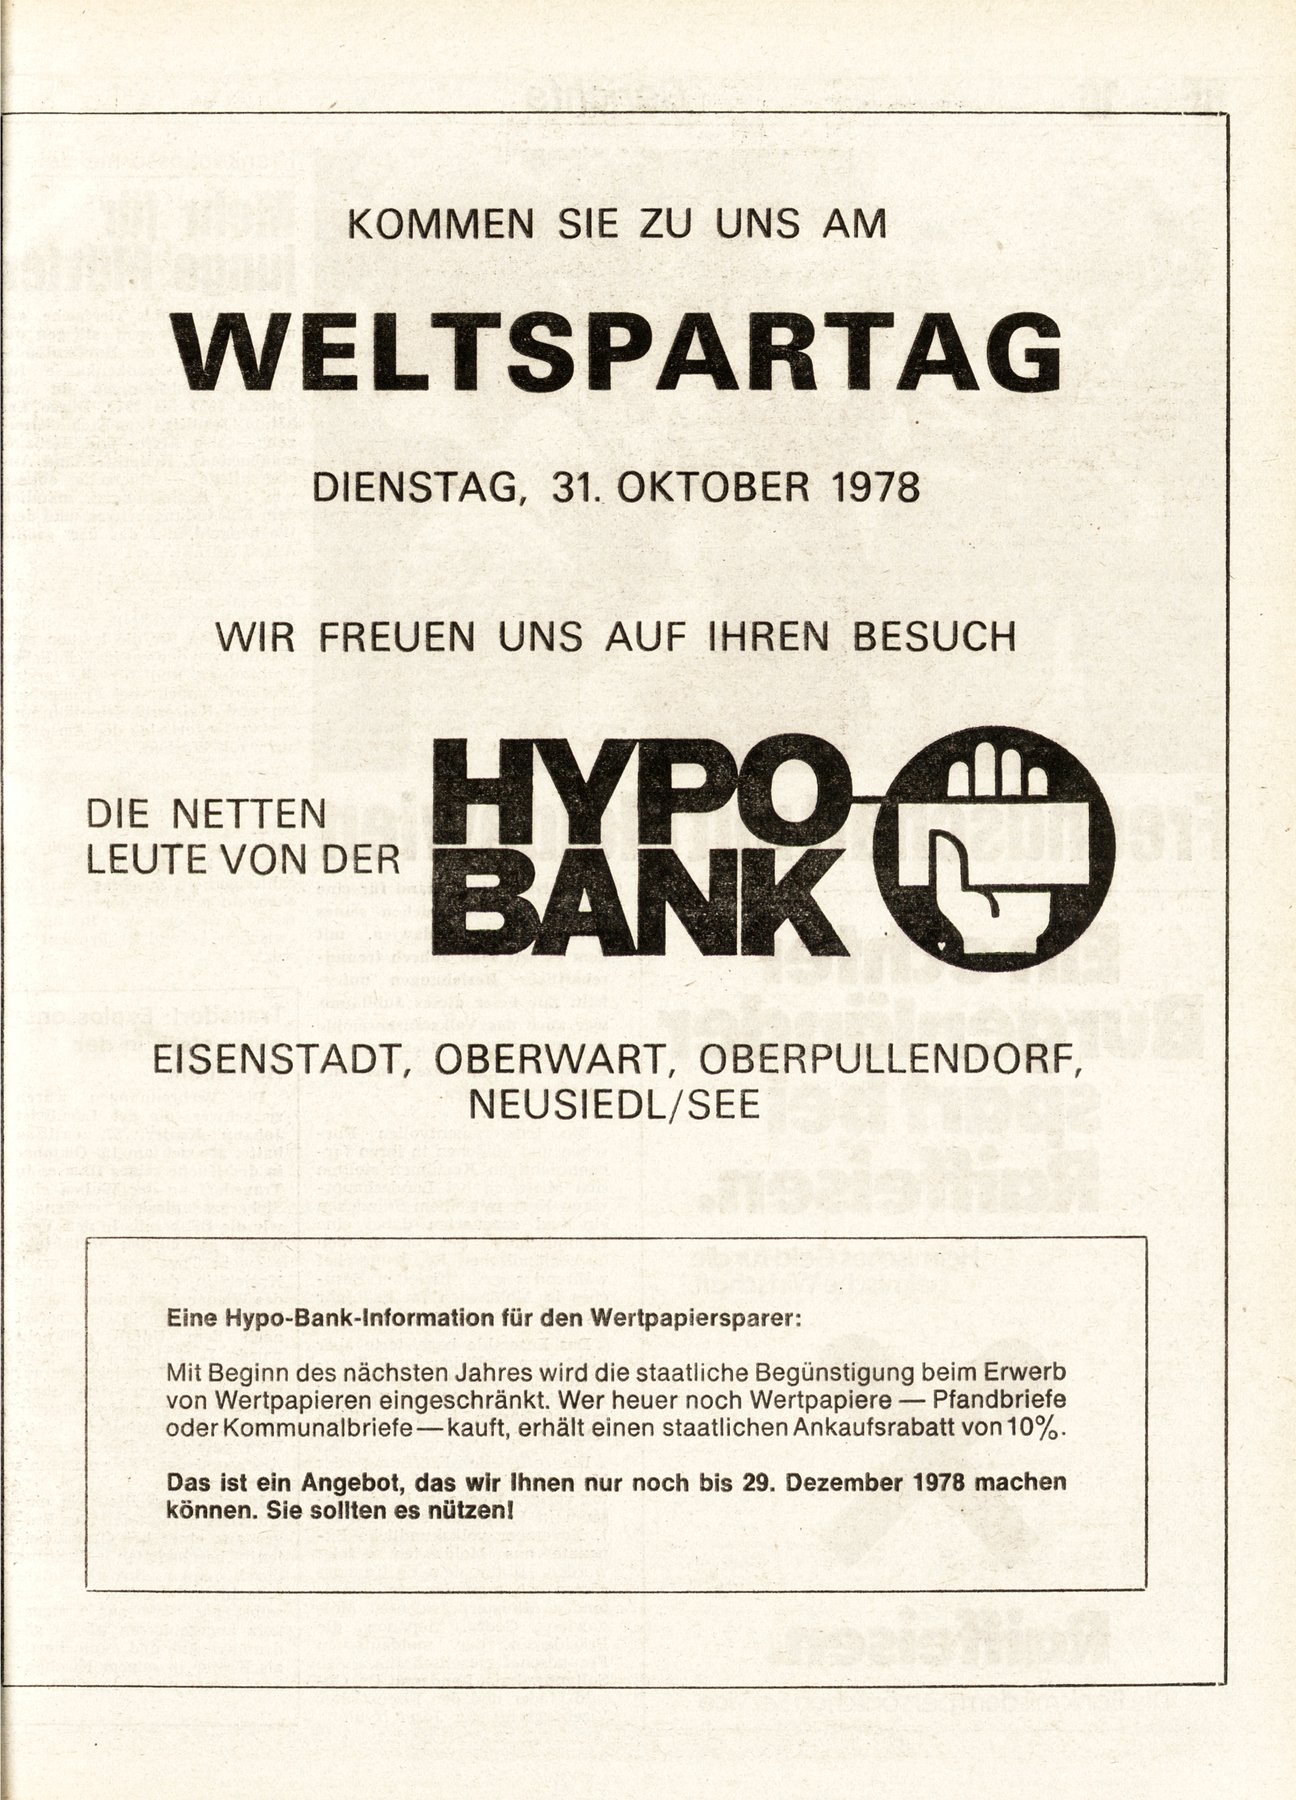 KOMMEN SIE ZU UNS AM
WELTSPARTAG
DIENSTAG, 31. OKTOBER 1978
WIR FREUEN UNS AUF IHREN BESUCH
DIE NETTEN
LEUTE VON DER
HYPO
BANK
EISENSTADT, OBERWART, OBERPULLENDORF,
NEUSIEDL/SEE
Eine Hypo-Bank-Information für den Wertpapiersparer:
Mit Beginn des nächsten Jahres wird die staatliche Begünstigung beim Erwerb
von Wertpapieren eingeschränkt. Wer heuer noch Wertpapiere — Pfandbriefe
oder Kommunalbriefe — kauft, erhält einen staatlichen Ankaufsrabatt von 10%.
Das ist ein Angebot, das wir Ihnen nur noch bis 29. Dezember 1978 machen
können. Sie sollten es nützen!